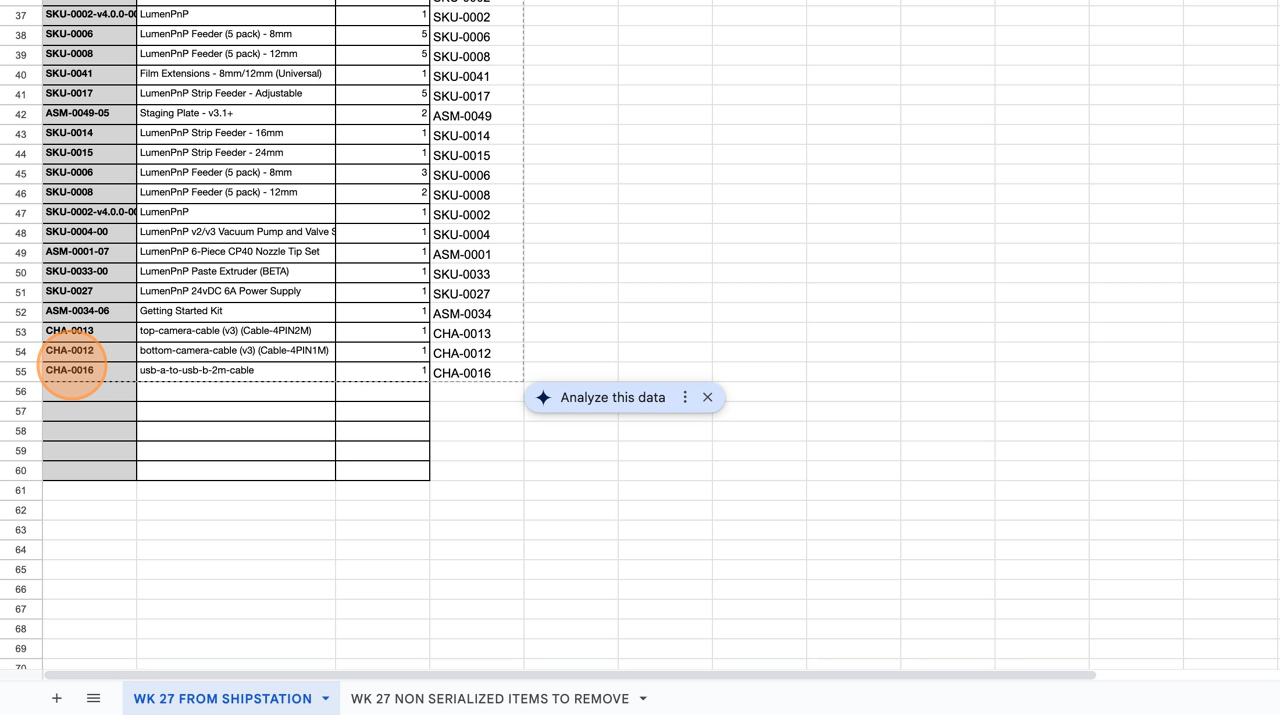 37 SKU-0002-v4.0.0-00 LumenPnP 1 SKU-0002
38 SKU-0006 LumenPnP Feeder (5 pack) - 8mm 5 SKU-0006
39 SKU-0008 LumenPnP Feeder (5 pack) - 12mm 5 SKU-0008
40 SKU-0041 Film Extensions - 8mm/12mm (Universal) 1 SKU-0041
41 SKU-0017 LumenPnP Strip Feeder - Adjustable 5 SKU-0017
42 ASM-0049-05 Staging Plate - v3.1+ 2 ASM-0049
43 SKU-0014 LumenPnP Strip Feeder - 16mm 1 SKU-0014
44 SKU-0015 LumenPnP Strip Feeder - 24mm 1 SKU-0015
45 SKU-0006 LumenPnP Feeder (5 pack) - 8mm 3 SKU-0006
46 SKU-0008 LumenPnP Feeder (5 pack) - 12mm 2 SKU-0008
47 SKU-0002-v4.0.0-00 LumenPnP 1 SKU-0002
48 SKU-0004-00 LumenPnP v2/v3 Vacuum Pump and Valve S 1 SKU-0004
49 ASM-0001-07 LumenPnP 6-Piece CP40 Nozzle Tip Set 1 ASM-0001
50 SKU-0033-00 LumenPnP Paste Extruder (BETA) 1 SKU-0033
51 SKU-0027 LumenPnP 24vDC 6A Power Supply 1 SKU-0027
52 ASM-0034-06 Getting Started Kit 1 ASM-0034
53 CHA-0013 top-camera-cable (v3) (Cable-4PIN2M) 1 CHA-0013
54 CHA-0012 bottom-camera-cable (v3) (Cable-4PIN1M) 1 CHA-0012
55 CHA-0016 usb-a-to-usb-b-2m-cable 1 CHA-0016
56
Analyze this data
57
58
59
60
61
62
63
64
65
66
67
68
69
WK 27 FROM SHIPSTATION WK 27 NON SERIALIZED ITEMS TO REMOVE